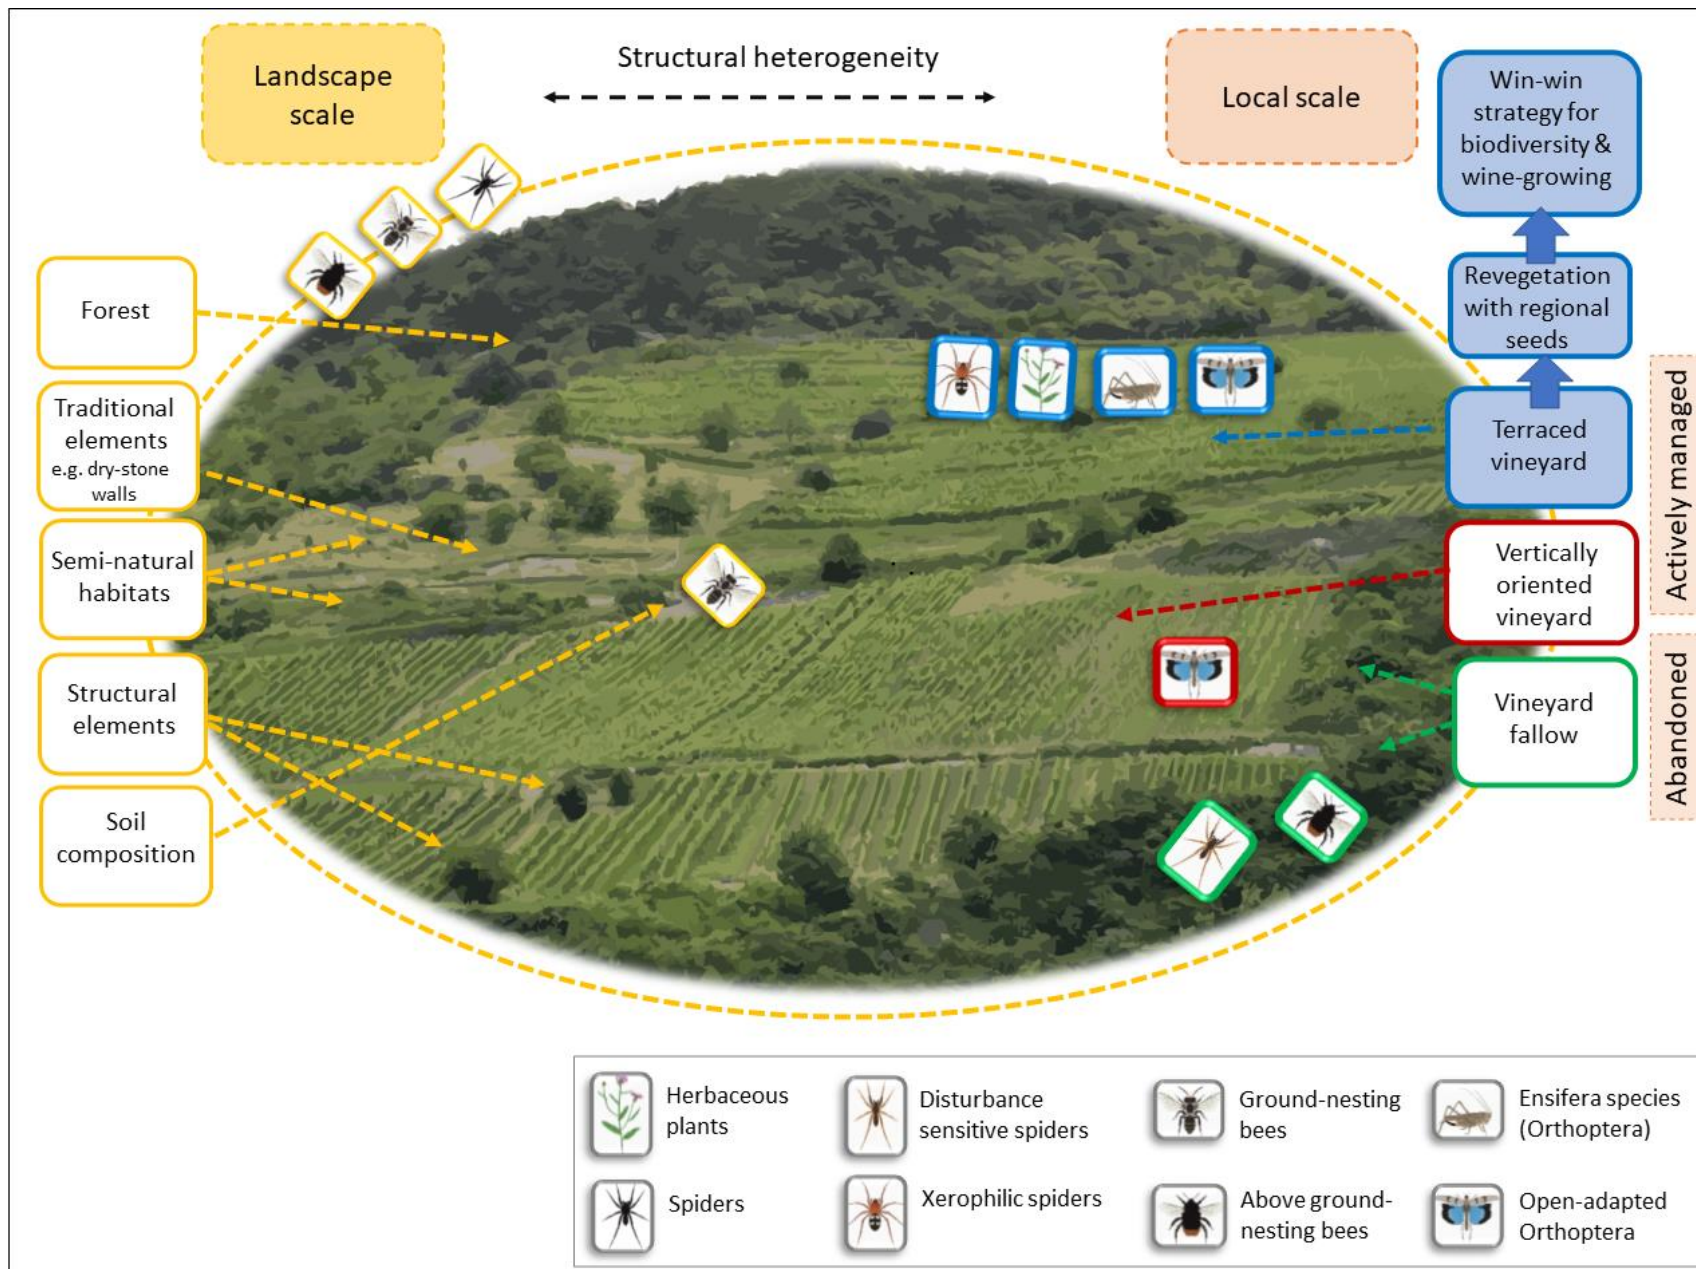 Landscape
scale
Structural heterogeneity
Local scale
Win-win
strategy for
biodiversity &
wine-growing
Revegetation
with regional
seeds
Terraced
vineyard
Vertically
oriented
vineyard
Vineyard
fallow
Actively managed
Abandoned
Forest
Traditional
elements
e.g. dry-stone
walls
Semi-natural
habitats
Structural
elements
Soil
composition
Herbaceous
plants
Disturbance
sensitive spiders
Ground-nesting
bees
Ensifera species
(Orthoptera)
Spiders
Xerophilic spiders
Above ground-
nesting bees
Open-adapted
Orthoptera